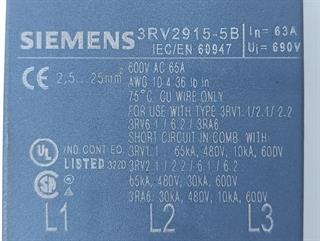 SIEMENS 3RV2915-5B In= 63A
IEC/EN 60947 Ui= 690V
CE 2,5...25mm² 600V AC 65A
AWG 10 4 36 lb in
75°C CU WIRE ONLY
FOR USE WITH TYPE 3RV1.1/2.1/2.2
3RV6.1/6.2/3RA6
SHORT CIRCUIT IN COMB. WITH:
UL IND. CONT. EQ. 3RV1.1: 65kA, 480V, 10kA, 600V
LISTED 3RV2.1/2.2/6.1/6.2:
65kA, 480V, 30kA, 600V
3RA6: 30kA, 480V, 10kA, 600V
L1 L2 L3